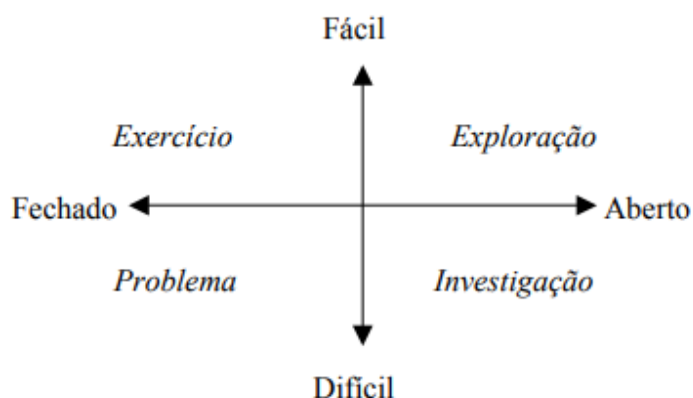 Fácil
Exercício
Exploração
Fechado
Aberto
Problema
Investigação
Difícil